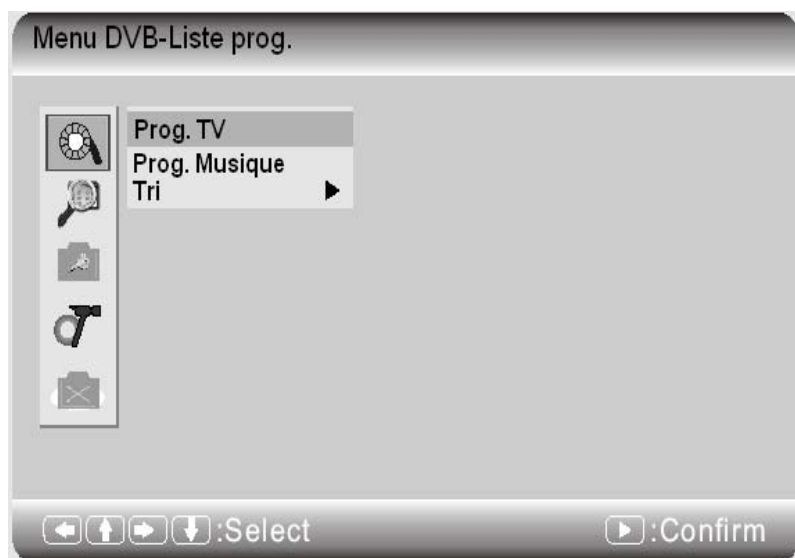 Menu DVB-Liste prog.
Prog. TV
Prog. Musique
Tri
:Select
:Confirm